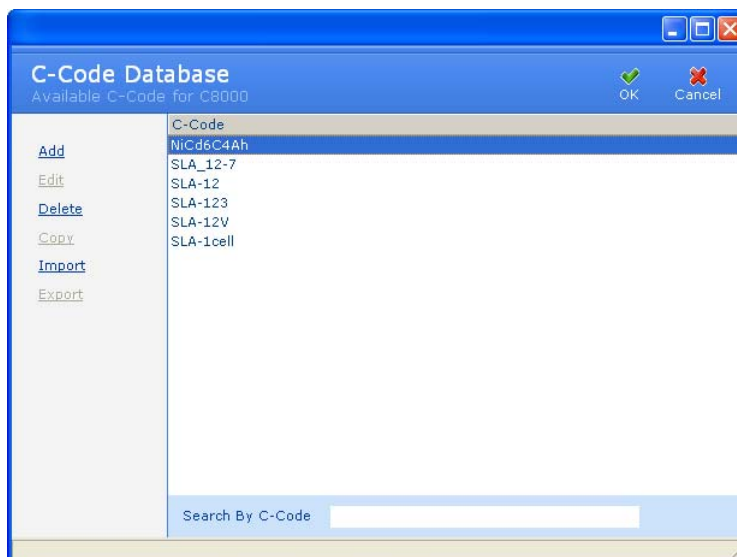 C-Code Database
Available C-Code for C8000
OK
Cancel
Add
Edit
Delete
Copy
Import
Export
C-Code
NiCd6C4Ah
SLA_12-7
SLA-12
SLA-123
SLA-12V
SLA-1cell
Search By C-Code